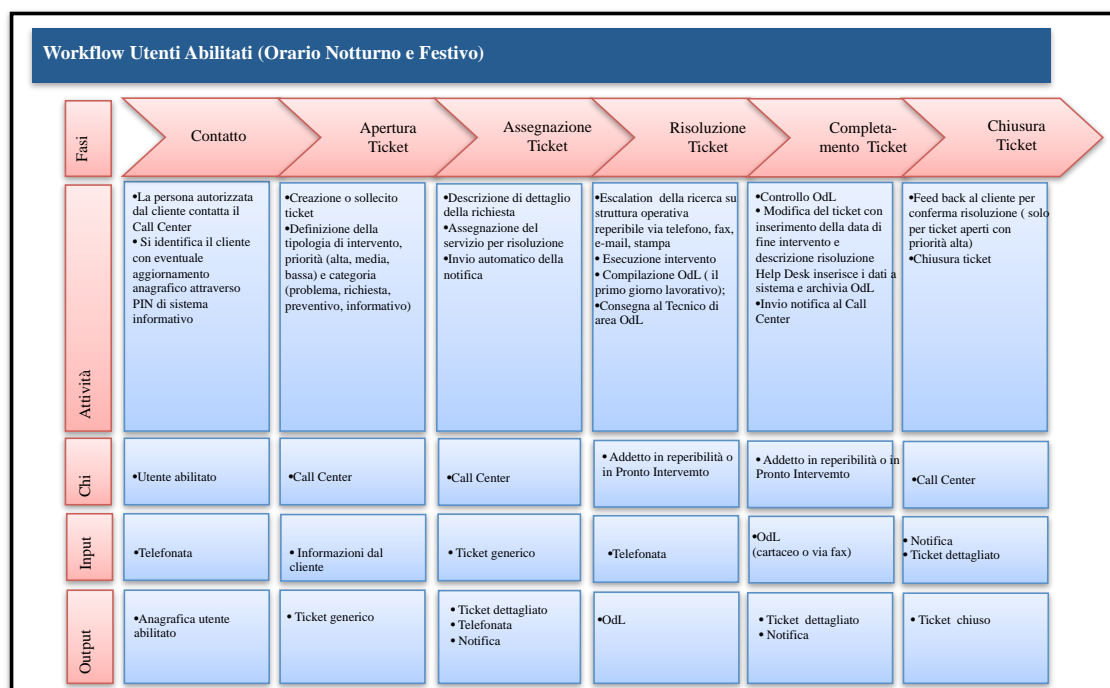 Workflow Utenti Abilitati (Orario Notturno e Festivo)
Fasi
Contatto
Apertura
Ticket
Assegnazione
Ticket
Risoluzione
Ticket
Completa-
mento Ticket
Chiusura
Ticket
Attività
•La persona autorizzata
dal cliente contatta il
Call Center
• Si identifica il cliente
con eventuale
aggiornamento
anagrafico attraverso
PIN di sistema
informativo
•Creazione o sollecito
ticket
•Definizione della
tipologia di intervento,
priorità (alta, media,
bassa) e categoria
(problema, richiesta,
preventivo, informativo)
•Descrizione di dettaglio
della richiesta
•Assegnazione del
servizio per risoluzione
•Invio automatico della
notifica
•Escalation della ricerca su
struttura operativa
reperibile via telefono, fax,
e-mail, stampa
• Esecuzione intervento
• Compilazione OdL ( il
primo giorno lavorativo);
•Consegna al Tecnico di
area OdL
•Controllo OdL
• Modifica del ticket con
inserimento della data di
fine intervento e
descrizione risoluzione
Help Desk inserisce i dati a
sistema e archivia OdL
•Invio notifica al Call
Center
•Feed back al cliente per
conferma risoluzione ( solo
per ticket aperti con
priorità alta)
•Chiusura ticket
Chi
•Utente abilitato
•Call Center
•Call Center
• Addetto in reperibilità o
in Pronto Intervemto
• Addetto in reperibilità o in
Pronto Intervemto
•Call Center
Input
•Telefonata
• Informazioni dal
cliente
• Ticket generico
•Telefonata
•OdL
(cartaceo o via fax)
• Notifica
• Ticket dettagliato
Output
•Anagrafica utente
abilitato
• Ticket generico
• Ticket dettagliato
• Telefonata
• Notifica
•OdL
• Ticket dettagliato
• Notifica
• Ticket chiuso